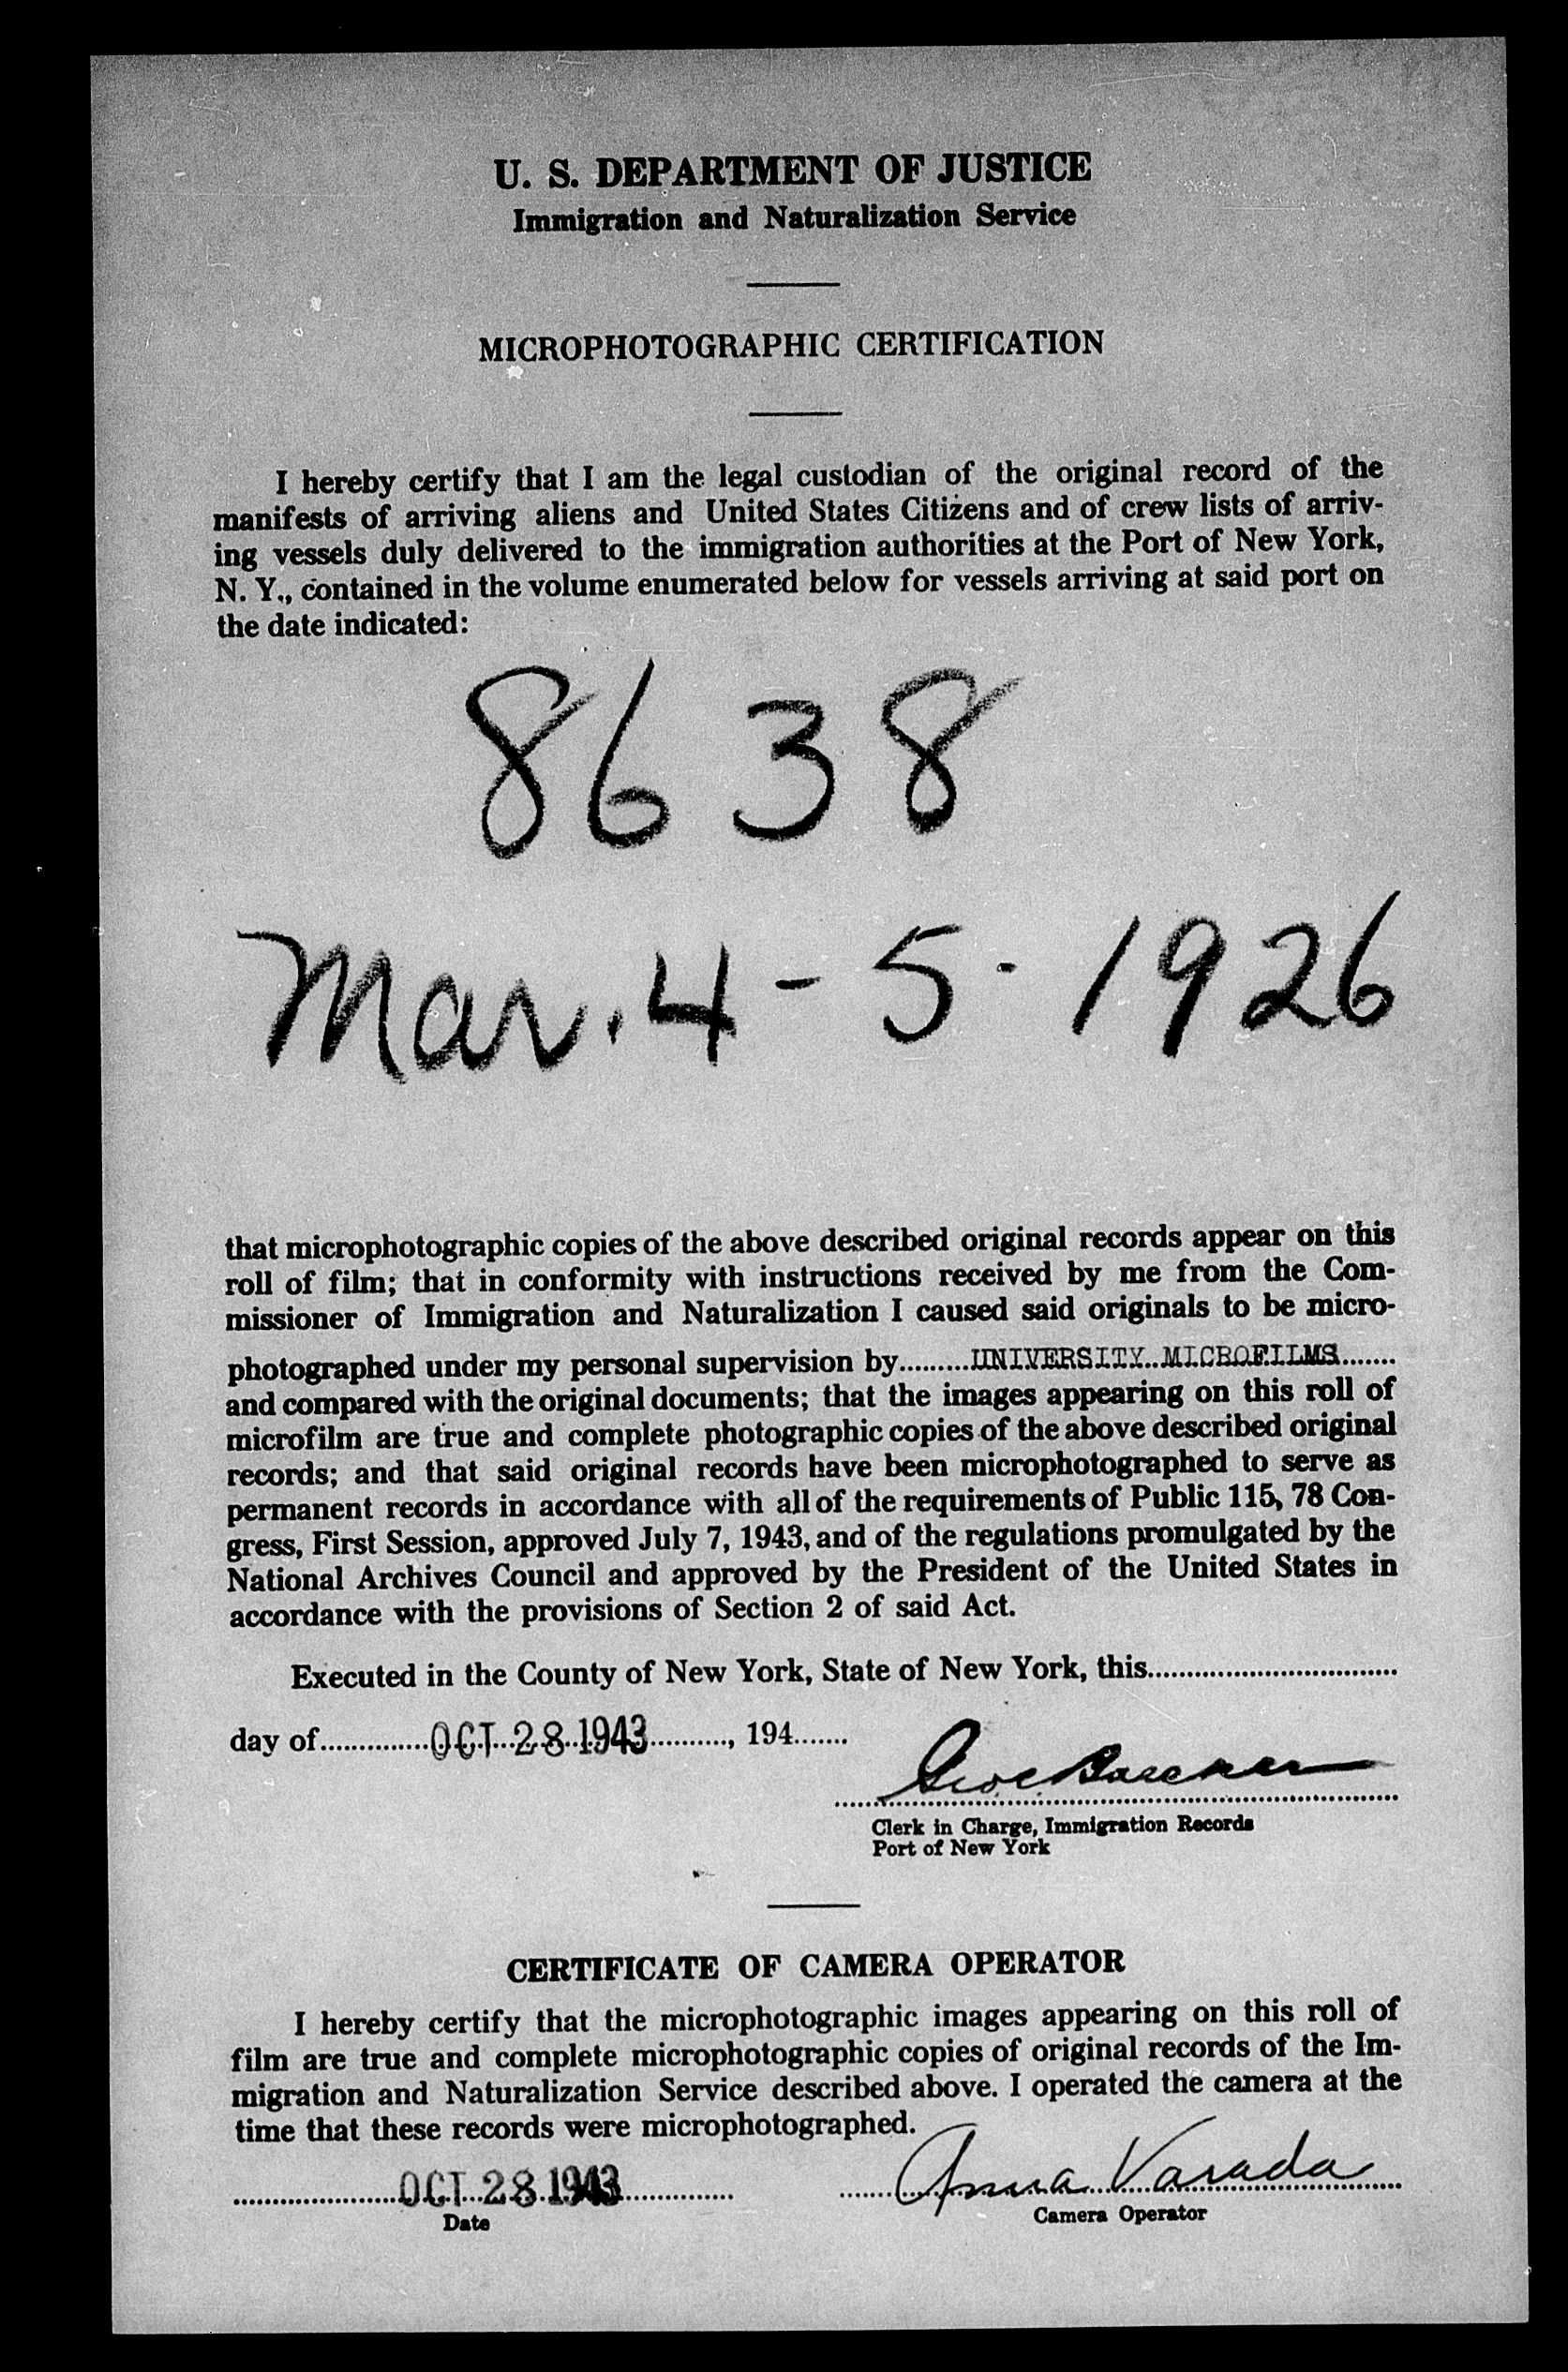 U. S. DEPARTMENT OF JUSTICE
Immigration and Naturalization Service
MICROPHOTOGRAPHIC CERTIFICATION
I hereby certify that I am the legal custodian of the original record of the
manifests of arriving aliens and United States Citizens and of crew lists of arriv-
ing vessels duly delivered to the immigration authorities at the Port of New York,
N. Y., contained in the volume enumerated below for vessels arriving at said port on
the date indicated:
8638
Mar. 4 - 5 - 1926
that microphotographic copies of the above described original records appear on this
roll of film; that in conformity with instructions received by me from the Com-
missioner of Immigration and Naturalization I caused said originals to be micro-
photographed under my personal supervision by.........UNIVERSITY MICROFILMS.......
and compared with the original documents; that the images appearing on this roll of
microfilm are true and complete photographic copies of the above described original
records; and that said original records have been microphotographed to serve as
permanent records in accordance with all of the requirements of Public 115, 78 Con-
gress, First Session, approved July 7, 1943, and of the regulations promulgated by the
National Archives Council and approved by the President of the United States in
accordance with the provisions of Section 2 of said Act.
Executed in the County of New York, State of New York, this................................
day of..............OCT 28 1943..........., 194.......
Clerk in Charge, Immigration Records
Port of New York
CERTIFICATE OF CAMERA OPERATOR
I hereby certify that the microphotographic images appearing on this roll of
film are true and complete microphotographic copies of original records of the Im-
migration and Naturalization Service described above. I operated the camera at the
time that these records were microphotographed.
OCT 28 1943 Anna Varada
Date Camera Operator